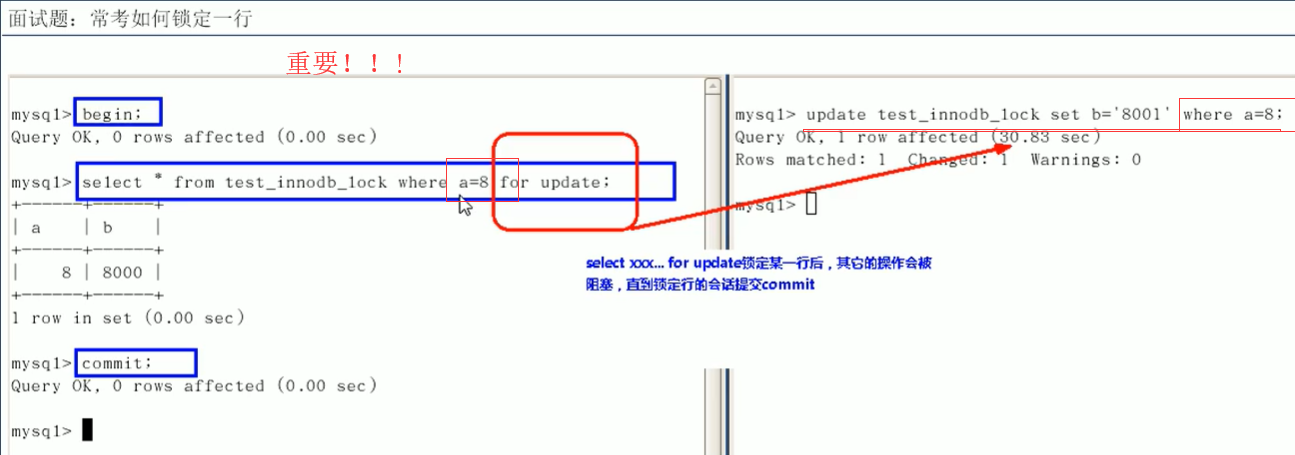 面试题：常考如何锁定一行
重要！！！
mysql> begin;
Query OK, 0 rows affected (0.00 sec)
mysql> select * from test_innodb_lock where a=8 for update;
+------+------+
| a    | b    |
+------+------+
|    8 | 8000 |
+------+------+
1 row in set (0.00 sec)
mysql> commit;
Query OK, 0 rows affected (0.00 sec)
mysql>
mysql> update test_innodb_lock set b='8001' where a=8;
Query OK, 1 row affected (30.83 sec)
Rows matched: 1  Changed: 1  Warnings: 0
mysql>
select xxx... for update锁定某一行后，其它的操作会被
阻塞，直到锁定行的会话提交commit